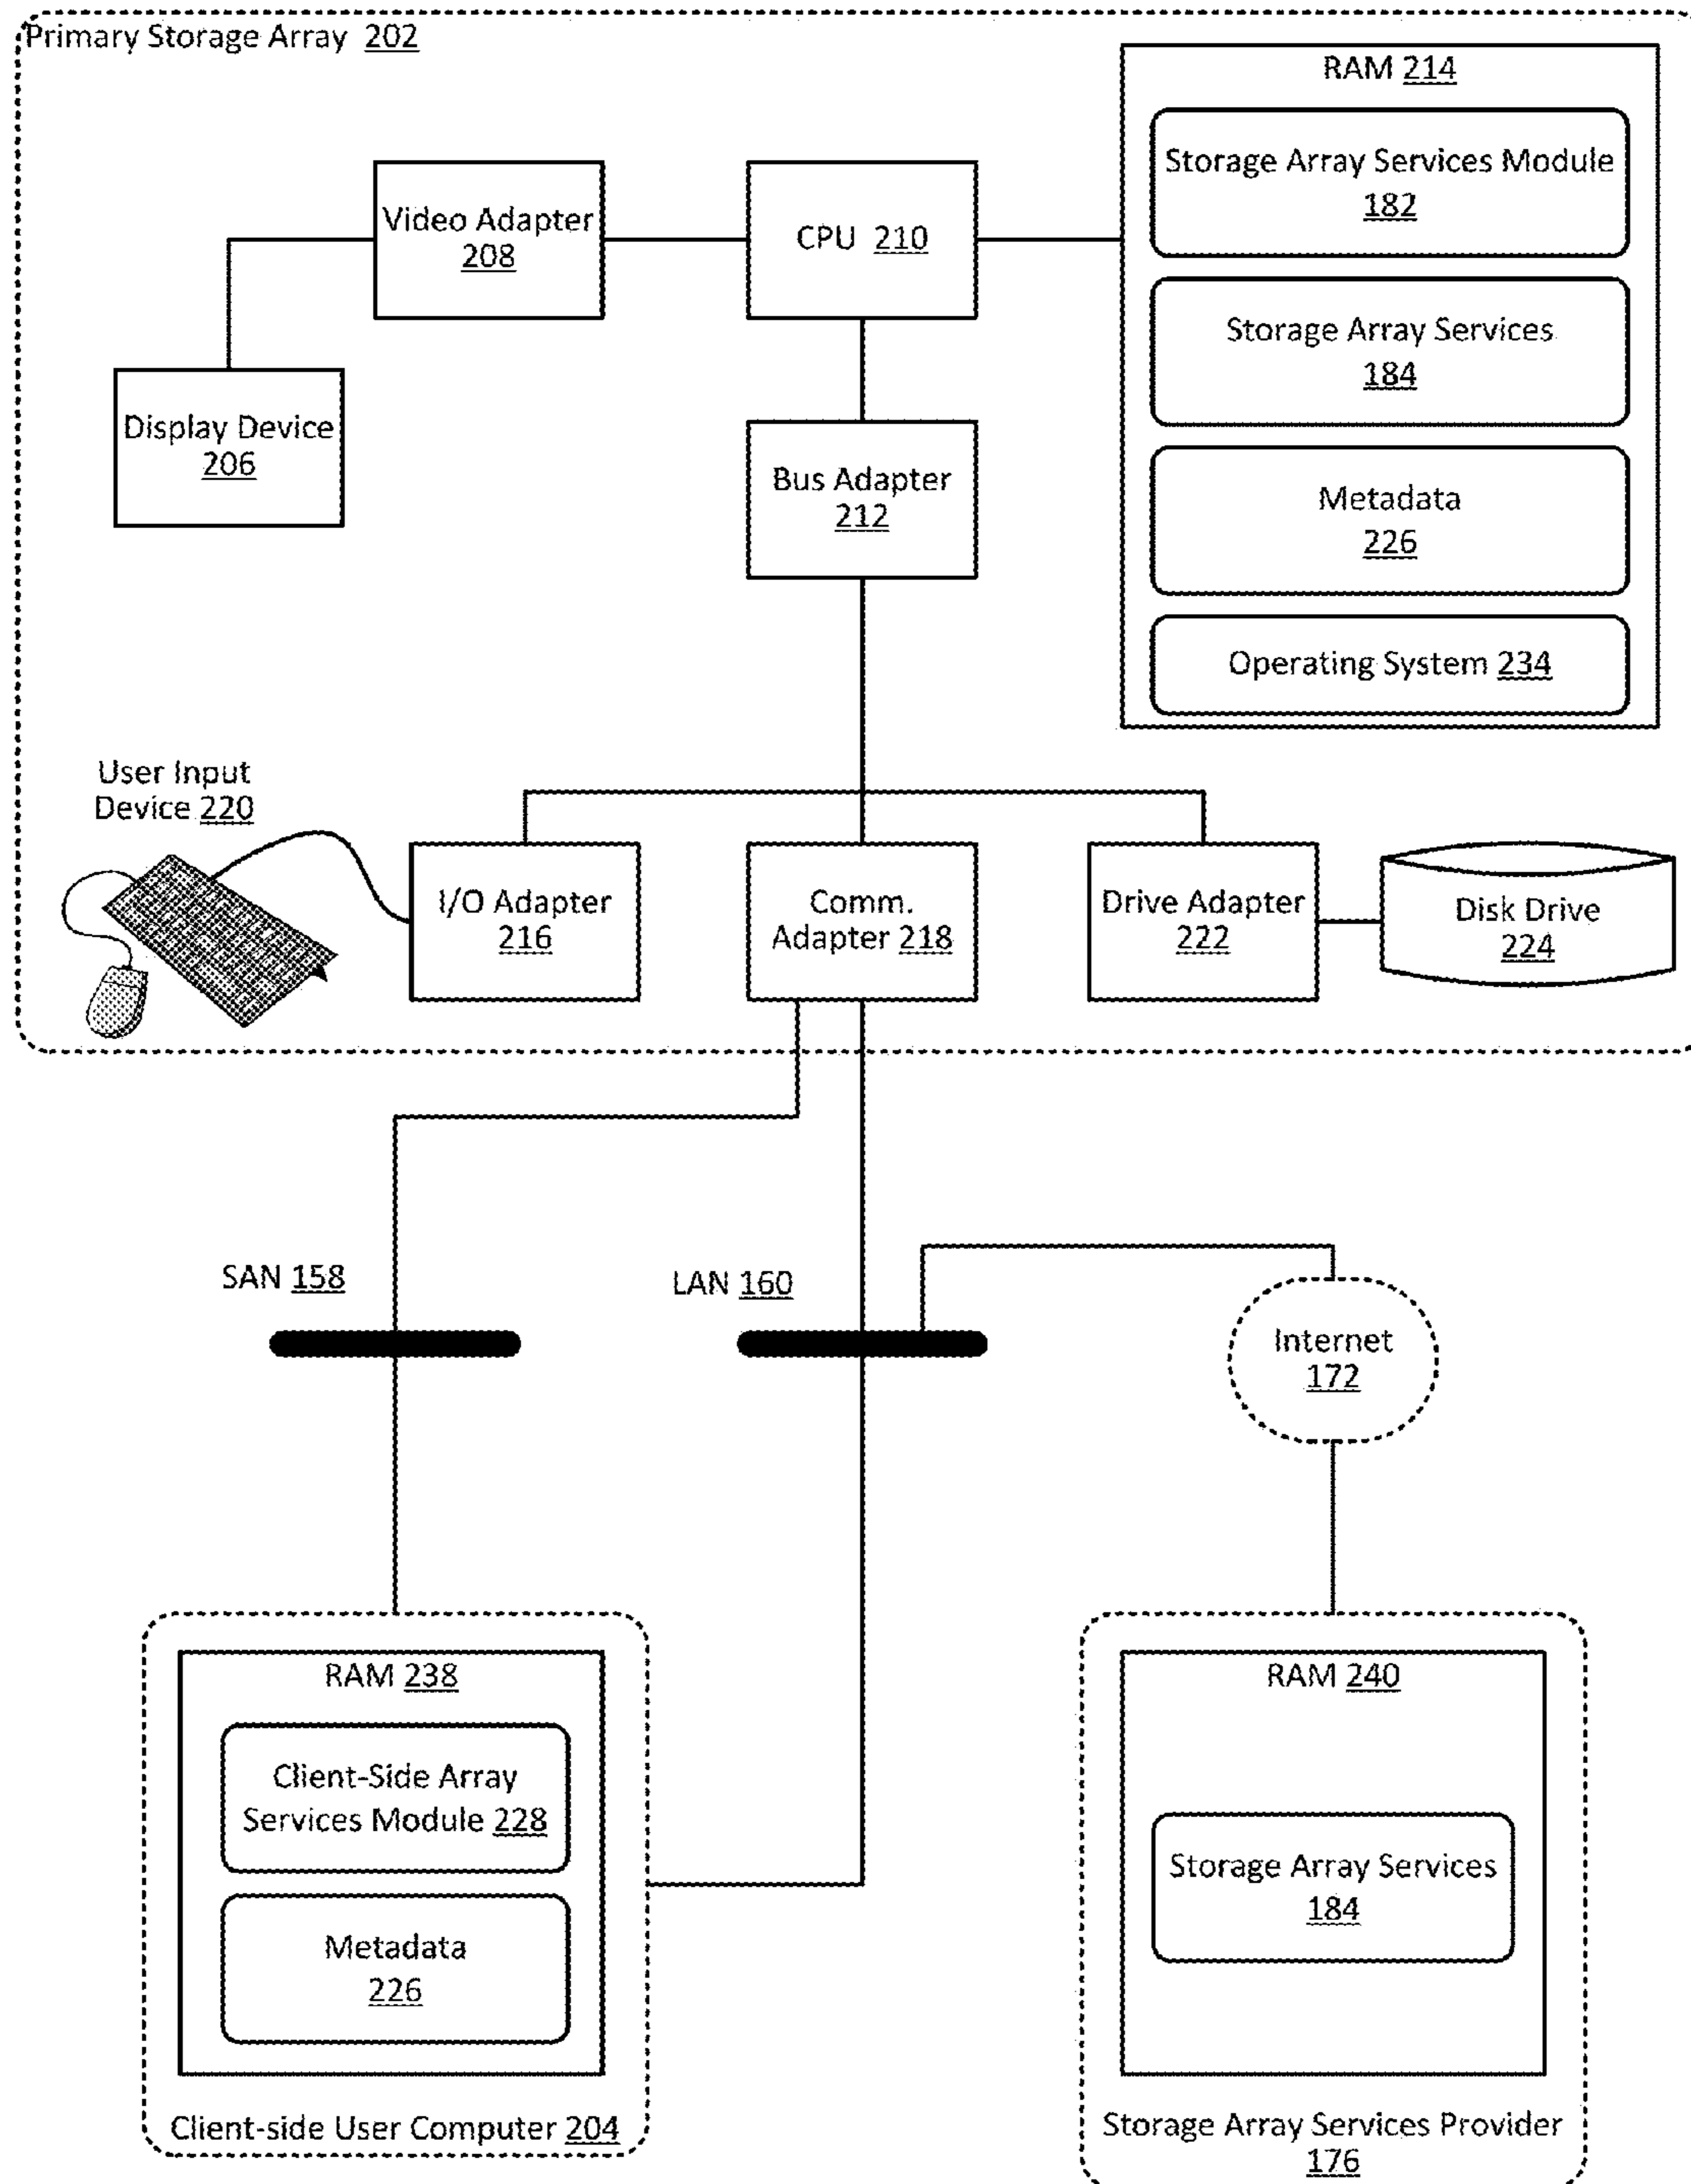 Primary Storage Array 202
RAM 214
Storage Array Services Module
182
Video Adapter
208
CPU 210
Storage Array Services
184
Display Device
206
Bus Adapter
212
Metadata
226
Operating System 234
User Input
Device 220
I/O Adapter
216
Comm.
Adapter 218
Drive Adapter
222
Disk Drive
224
SAN 158
LAN 160
Internet
172
RAM 238
Client-Side Array
Services Module 228
Metadata
226
Client-side User Computer 204
RAM 240
Storage Array Services
184
Storage Array Services Provider
176